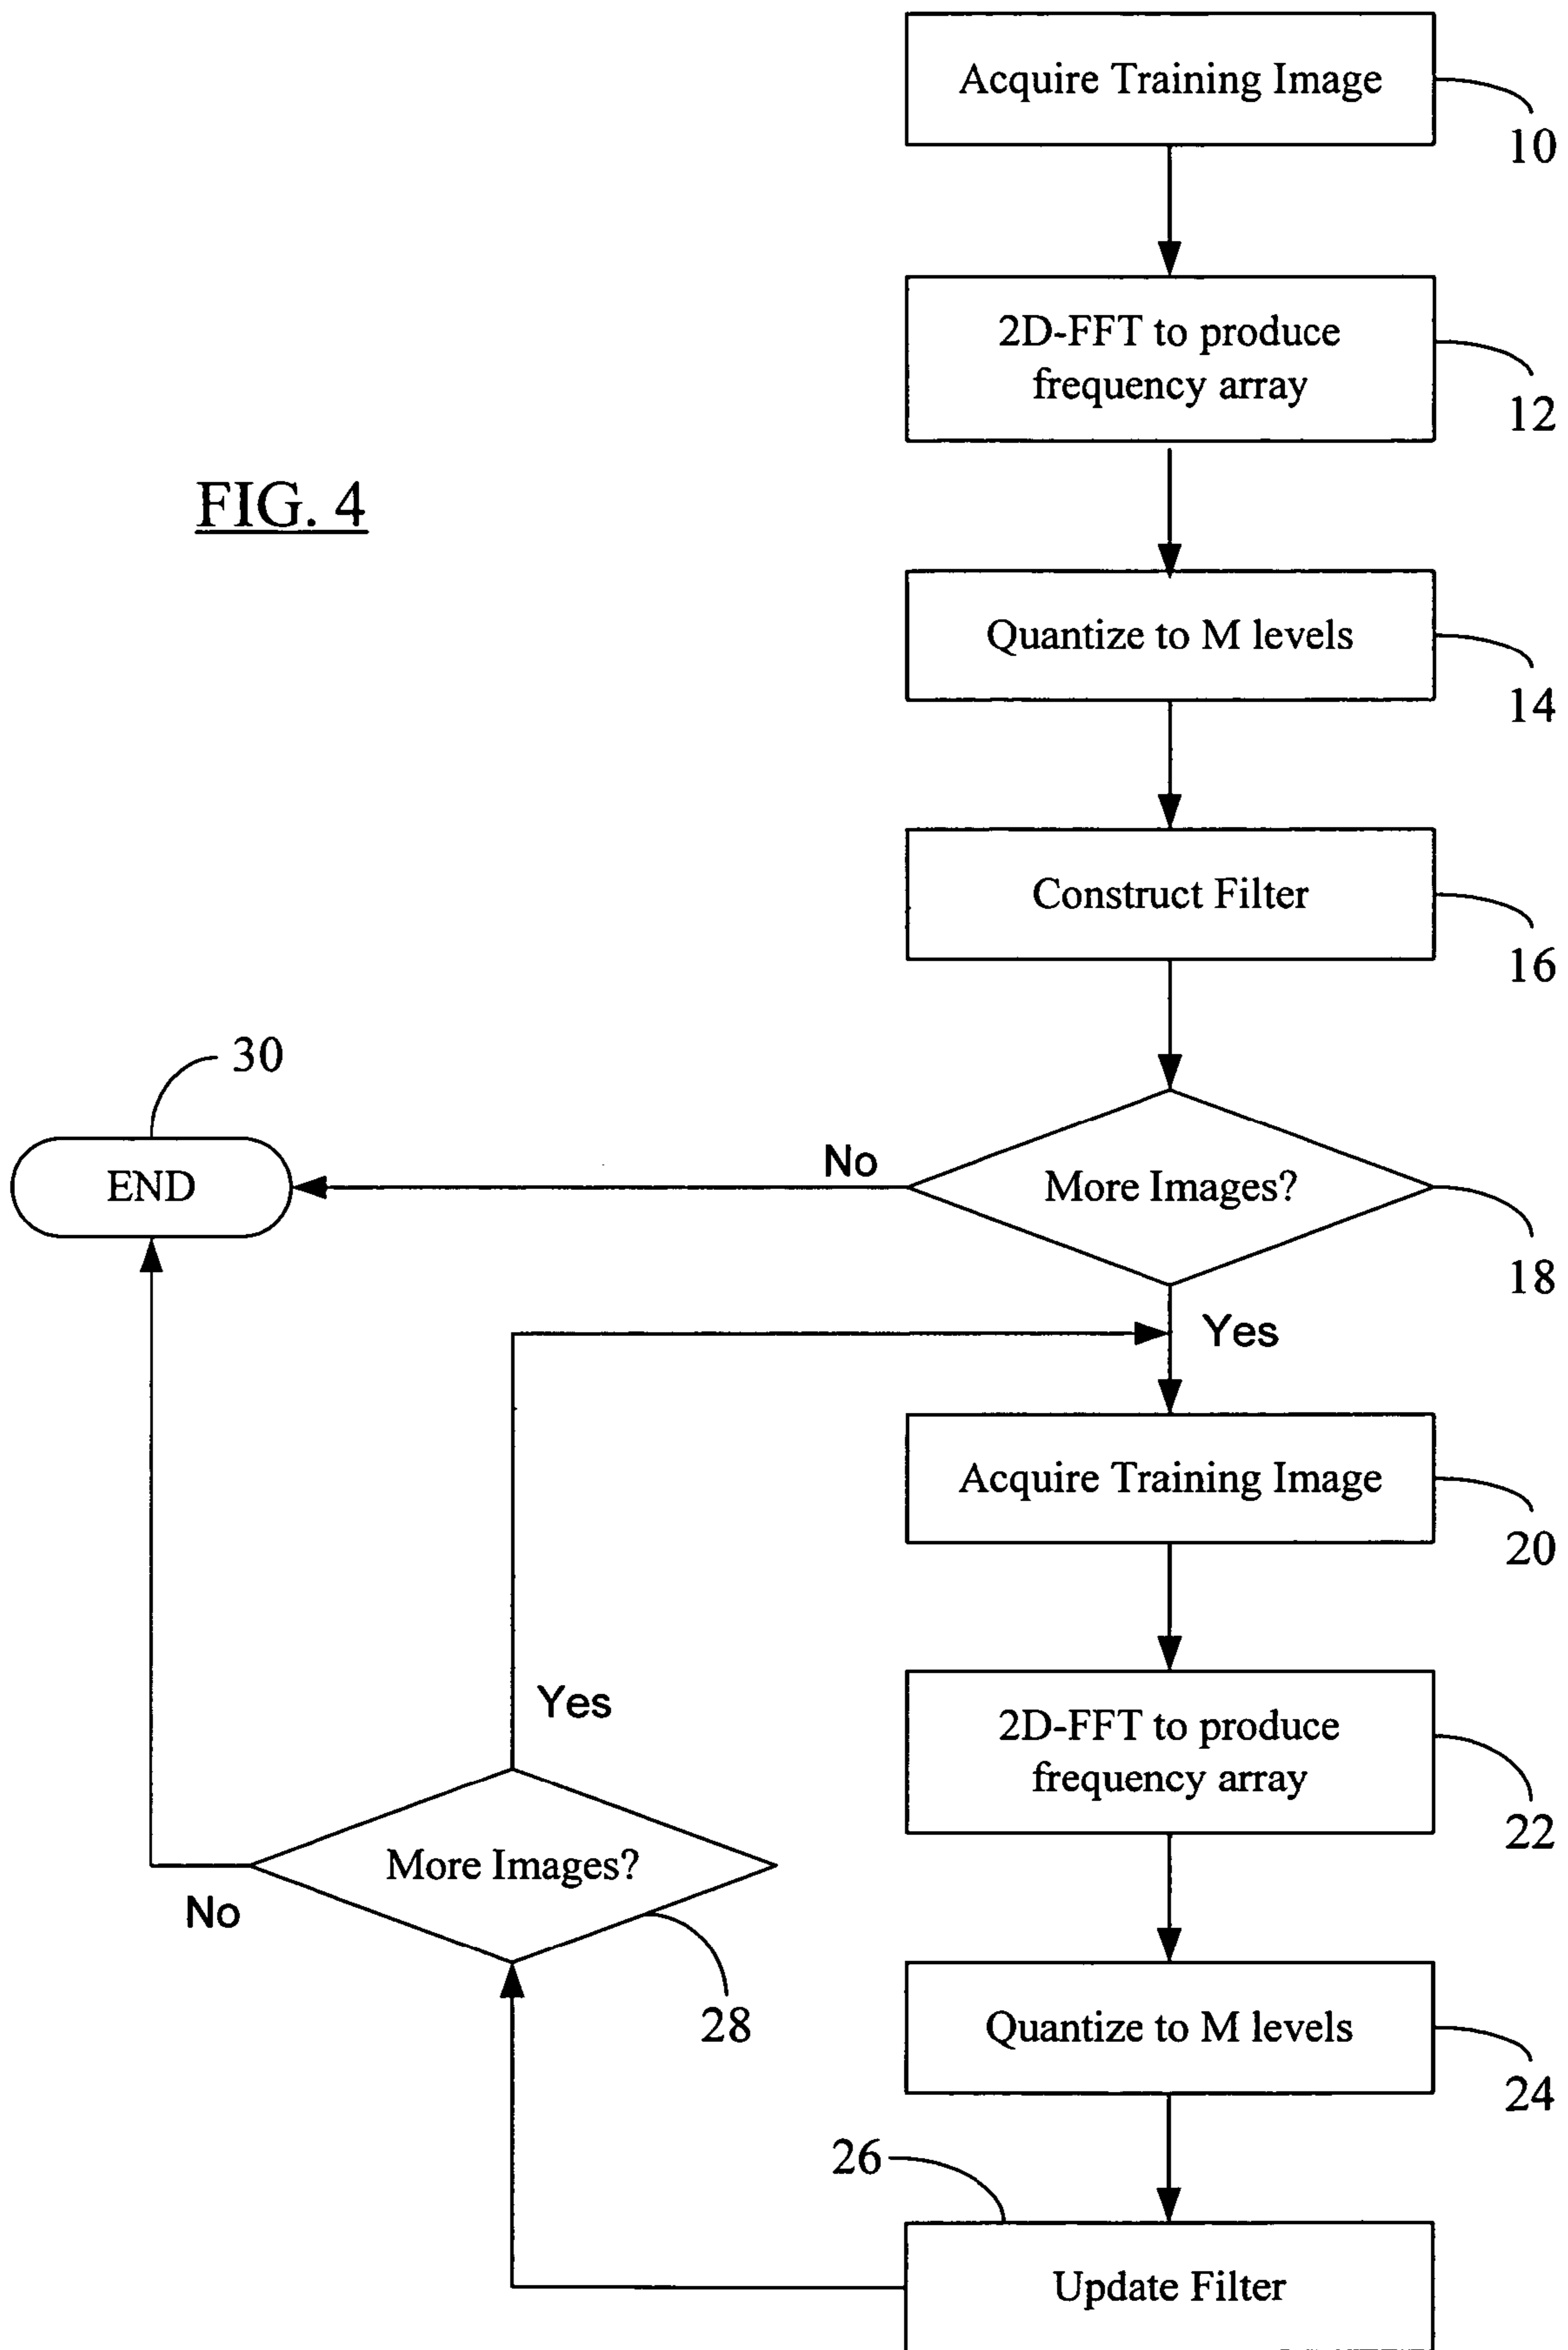 Acquire Training Image
10
2D-FFT to produce
frequency array
12
FIG. 4
Quantize to M levels
14
Construct Filter
16
30
END
No
More Images?
18
Yes
Acquire Training Image
20
2D-FFT to produce
frequency array
22
Yes
More Images?
No
28
Quantize to M levels
24
26
Update Filter